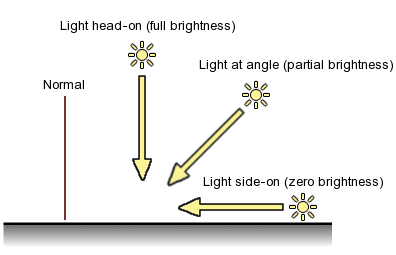 Light head-on (full brightness)
Light at angle (partial brightness)
Normal
Light side-on (zero brightness)